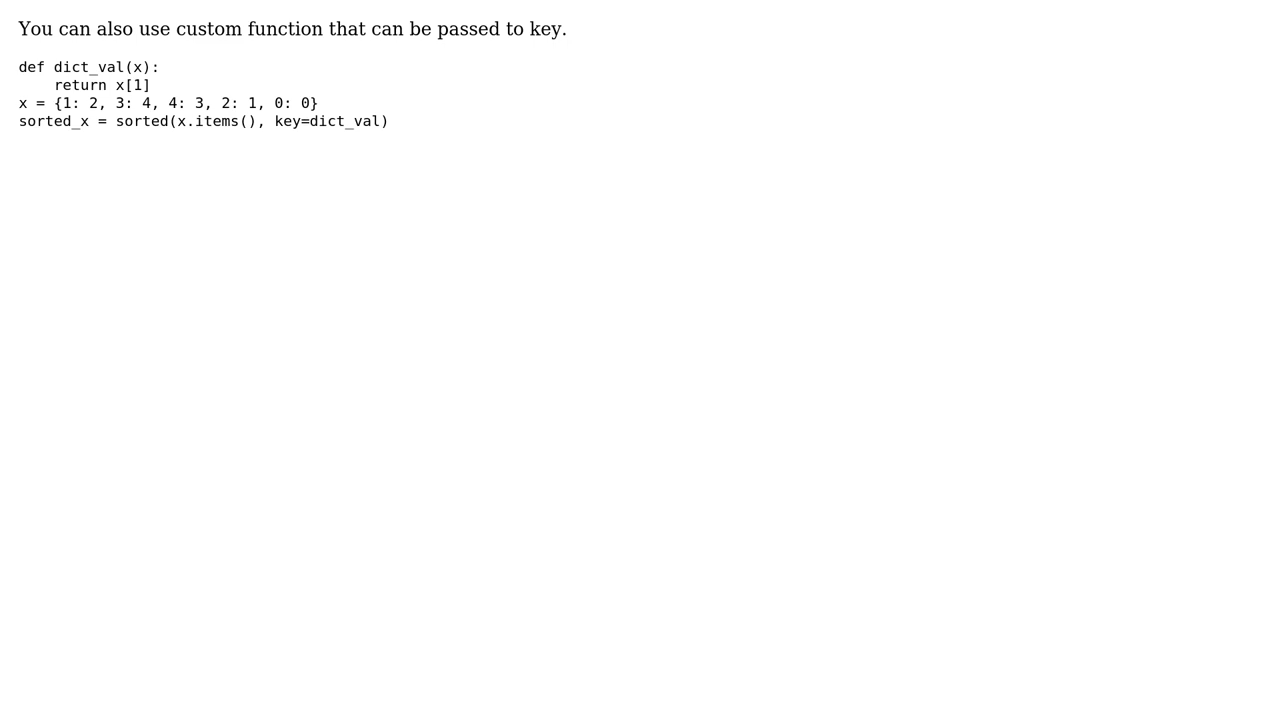 You can also use custom function that can be passed to key.
def dict_val(x):
    return x[1]
x = {1: 2, 3: 4, 4: 3, 2: 1, 0: 0}
sorted_x = sorted(x.items(), key=dict_val)